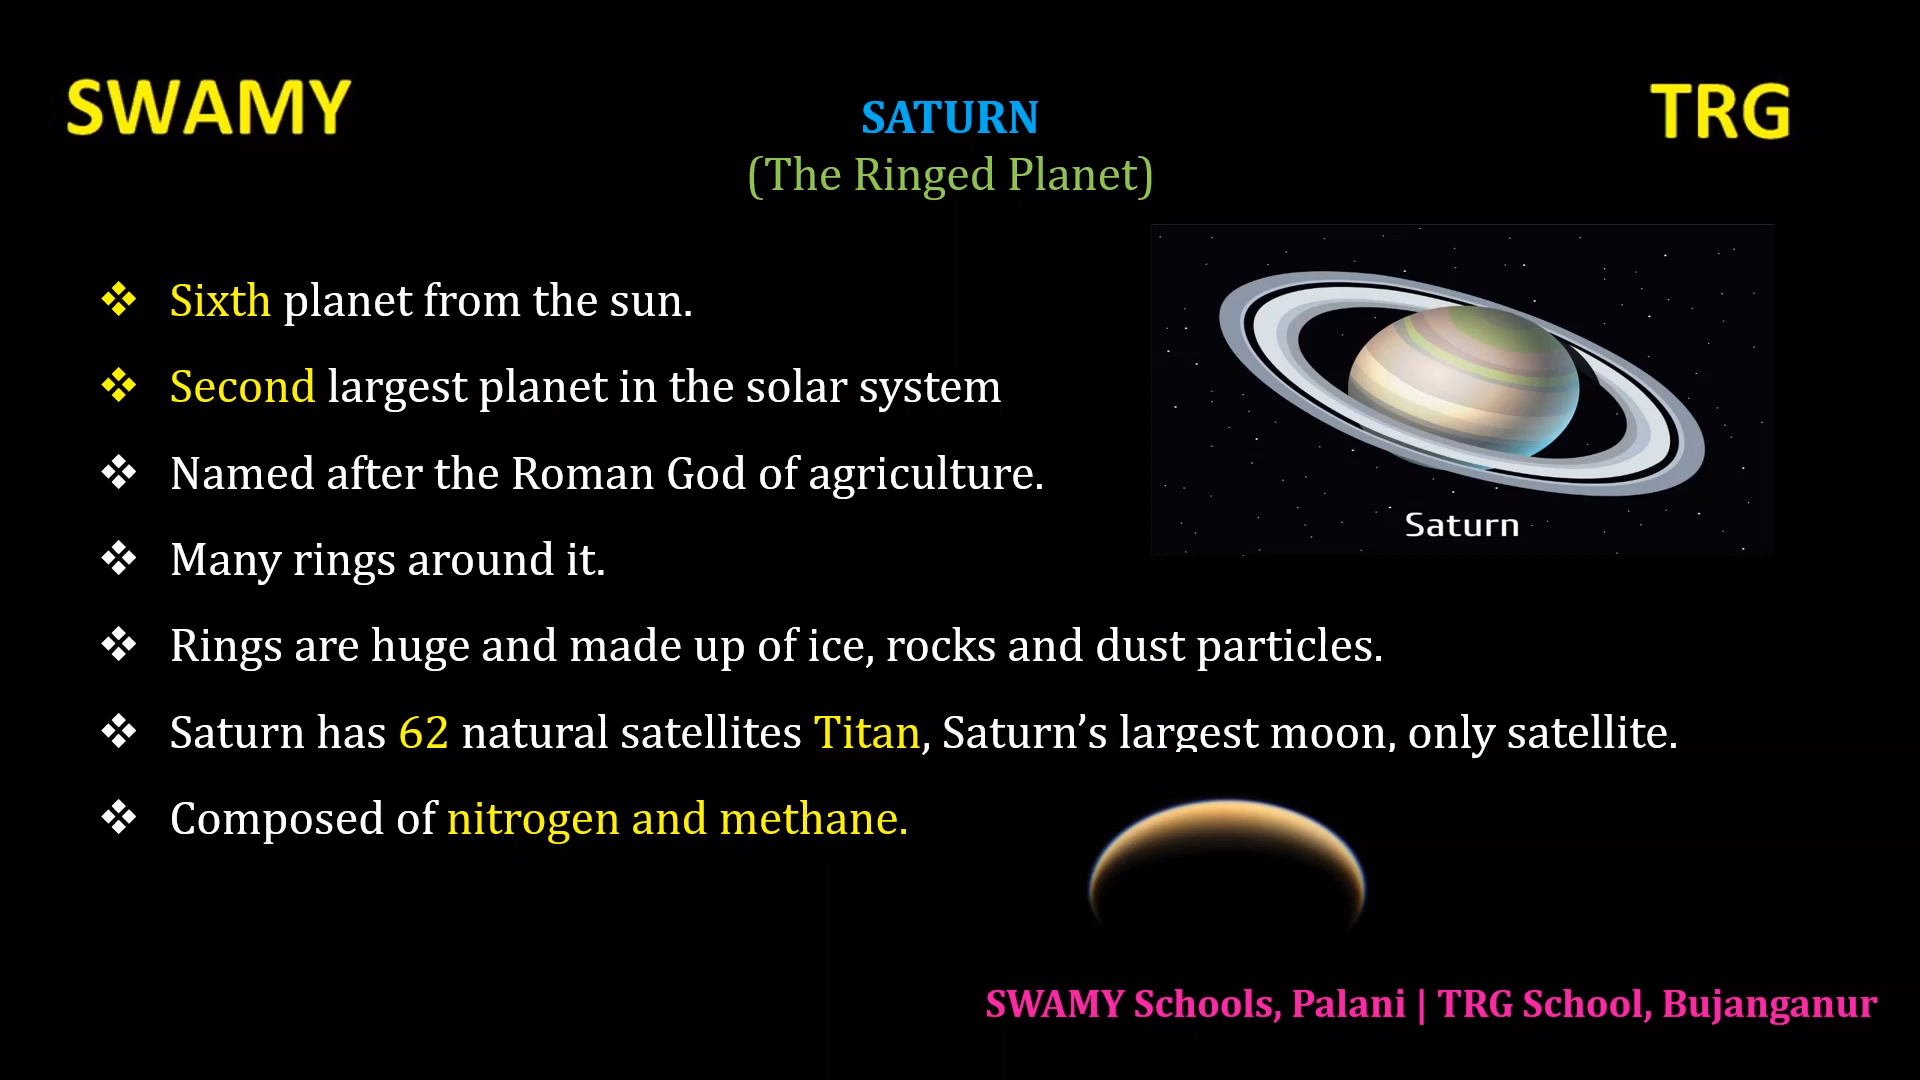 SWAMY
TRG
SATURN
(The Ringed Planet)
Sixth planet from the sun.
Second largest planet in the solar system
Named after the Roman God of agriculture.
Many rings around it.
Rings are huge and made up of ice, rocks and dust particles.
Saturn has 62 natural satellites Titan, Saturn’s largest moon, only satellite.
Composed of nitrogen and methane.
Saturn
SWAMY Schools, Palani | TRG School, Bujanganur